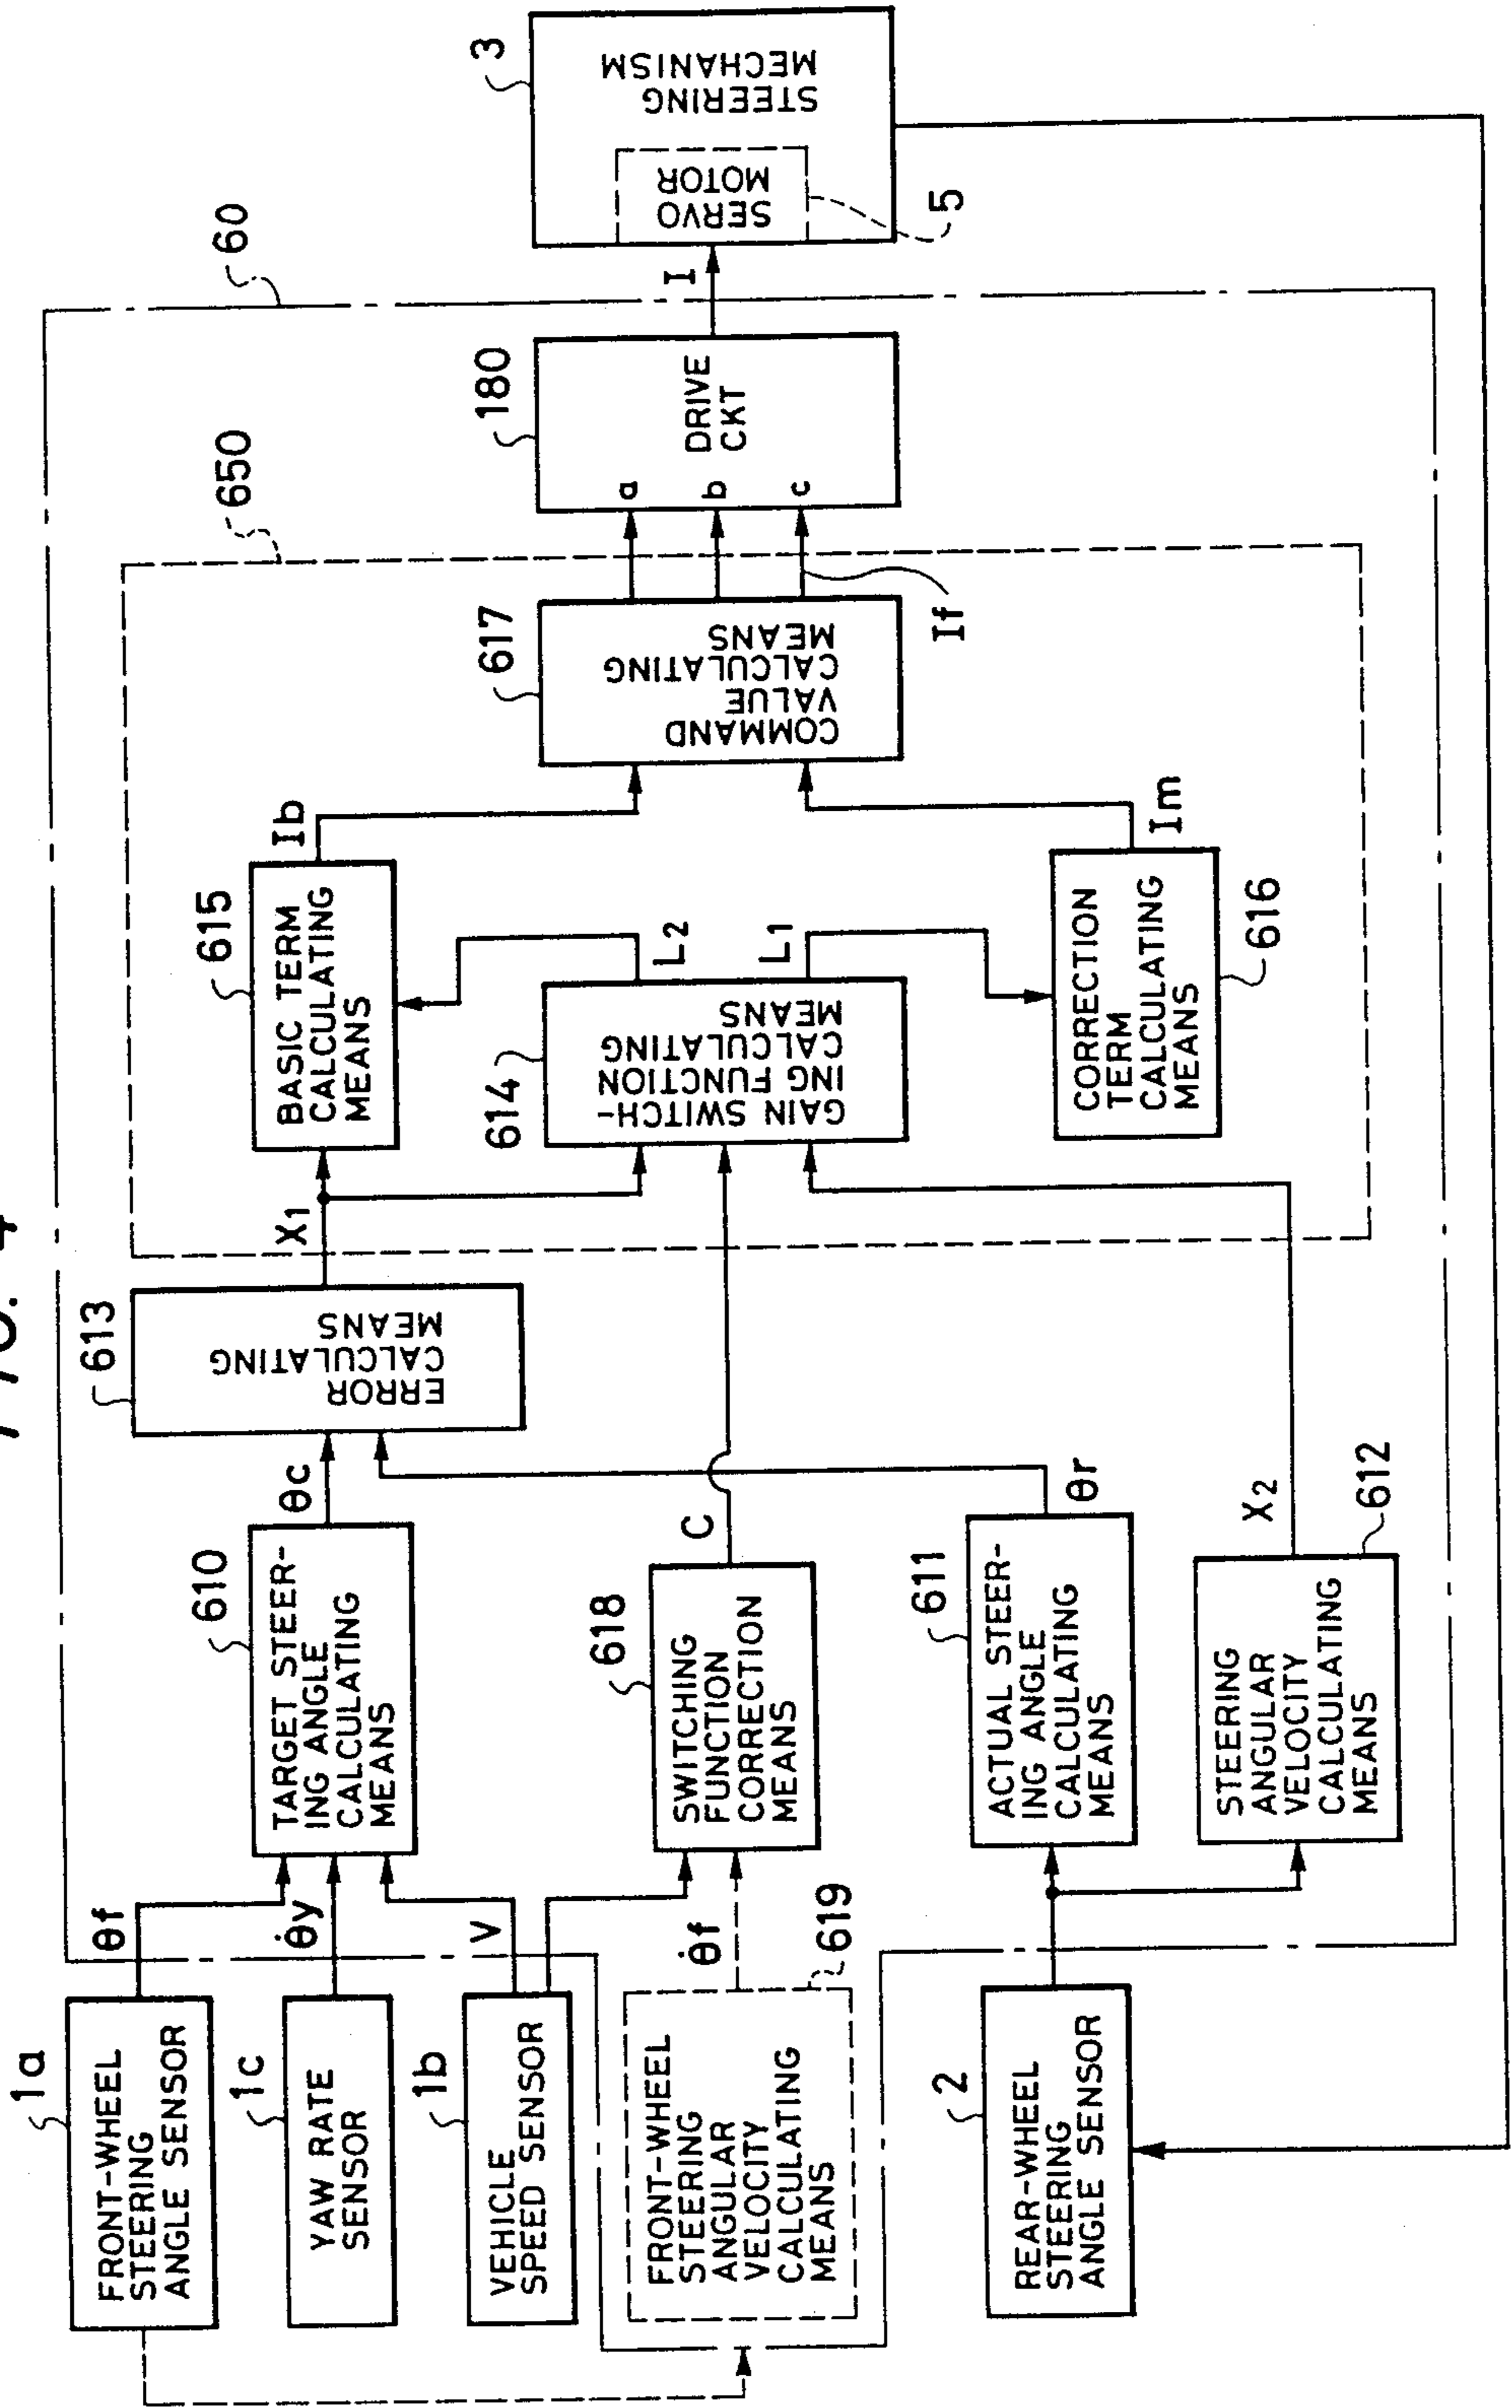 FRONT-WHEEL
STEERING
ANGLE SENSOR
1a
YAW RATE
SENSOR
1c
VEHICLE
SPEED SENSOR
1b
FRONT-WHEEL
STEERING
ANGULAR
VELOCITY
CALCULATING
MEANS
619
REAR-WHEEL
STEERING
ANGLE SENSOR
2
θf
θ̇y
V
θ̇f
TARGET STEER-
ING ANGLE
CALCULATING
MEANS
610
SWITCHING
FUNCTION
CORRECTION
MEANS
618
ACTUAL STEER-
ING ANGLE
CALCULATING
MEANS
611
STEERING
ANGULAR
VELOCITY
CALCULATING
MEANS
612
θc
C
θr
X2
ERROR
CALCULATING
MEANS
613
X1
BASIC TERM
CALCULATING
MEANS
615
GAIN SWITCH-
ING FUNCTION
CALCULATING
MEANS
614
CORRECTION
TERM
CALCULATING
MEANS
616
L2
L1
Ib
Im
COMMAND
VALUE
CALCULATING
MEANS
617
If
650
a
b
c
DRIVE
CKT
180
I
60
SERVO
MOTOR
5
STEERING
MECHANISM
3